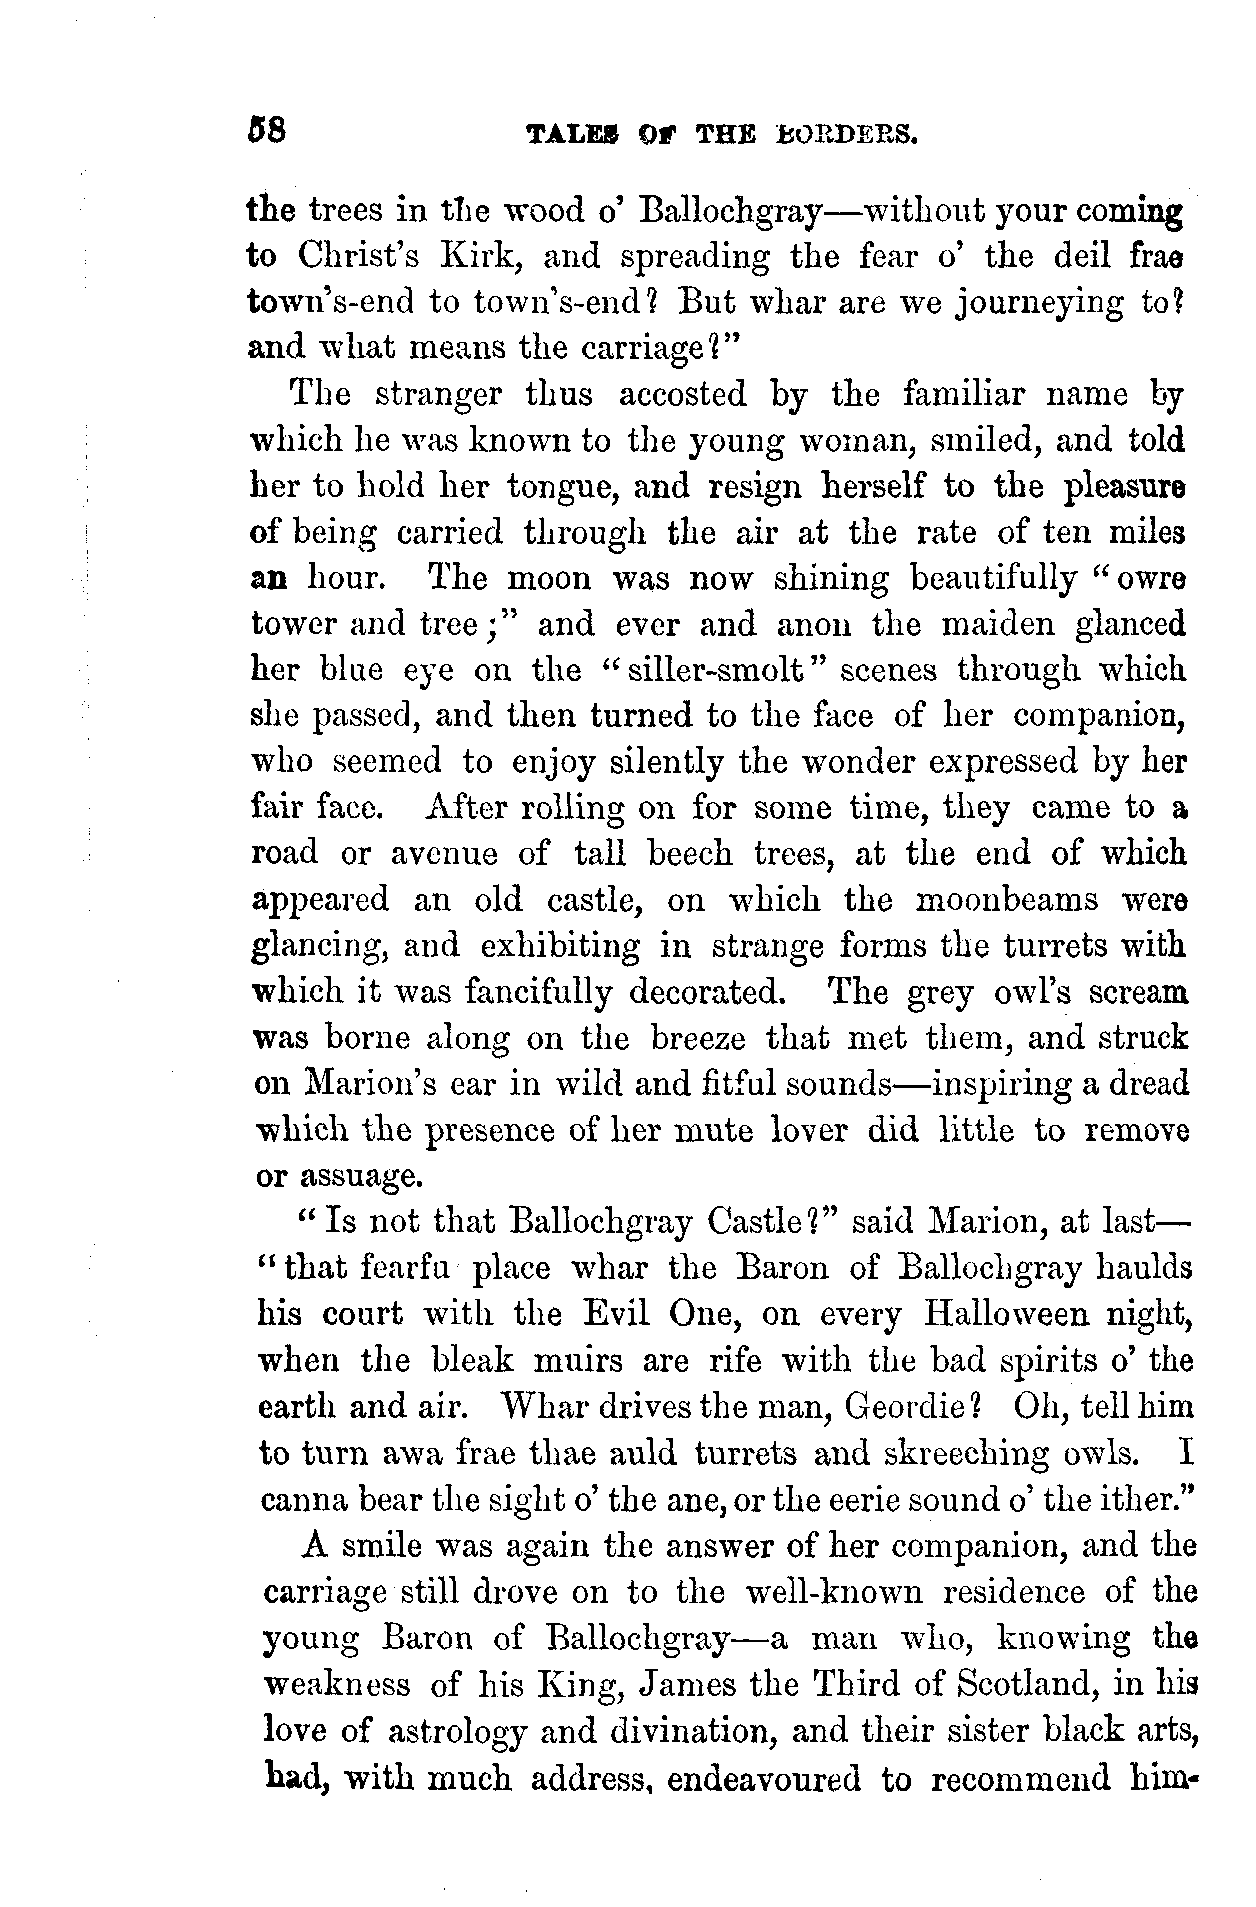 58 TALES OF THE BORDERS.
the trees in the wood o' Ballochgray—without your coming
to Christ's Kirk, and spreading the fear o' the deil frae
town's-end to town's-end? But whar are we journeying to?
and what means the carriage?"
The stranger thus accosted by the familiar name by
which he was known to the young woman, smiled, and told
her to hold her tongue, and resign herself to the pleasure
of being carried through the air at the rate of ten miles
an hour. The moon was now shining beautifully "owre
tower and tree;" and ever and anon the maiden glanced
her blue eye on the "siller-smolt" scenes through which
she passed, and then turned to the face of her companion,
who seemed to enjoy silently the wonder expressed by her
fair face. After rolling on for some time, they came to a
road or avenue of tall beech trees, at the end of which
appeared an old castle, on which the moonbeams were
glancing, and exhibiting in strange forms the turrets with
which it was fancifully decorated. The grey owl's scream
was borne along on the breeze that met them, and struck
on Marion's ear in wild and fitful sounds—inspiring a dread
which the presence of her mute lover did little to remove
or assuage.
"Is not that Ballochgray Castle?" said Marion, at last—
"that fearfu place whar the Baron of Ballochgray haulds
his court with the Evil One, on every Halloween night,
when the bleak muirs are rife with the bad spirits o' the
earth and air. Whar drives the man, Geordie? Oh, tell him
to turn awa frae thae auld turrets and skreeching owls. I
canna bear the sight o' the ane, or the eerie sound o' the ither."
A smile was again the answer of her companion, and the
carriage still drove on to the well-known residence of the
young Baron of Ballochgray—a man who, knowing the
weakness of his King, James the Third of Scotland, in his
love of astrology and divination, and their sister black arts,
had, with much address, endeavoured to recommend him-